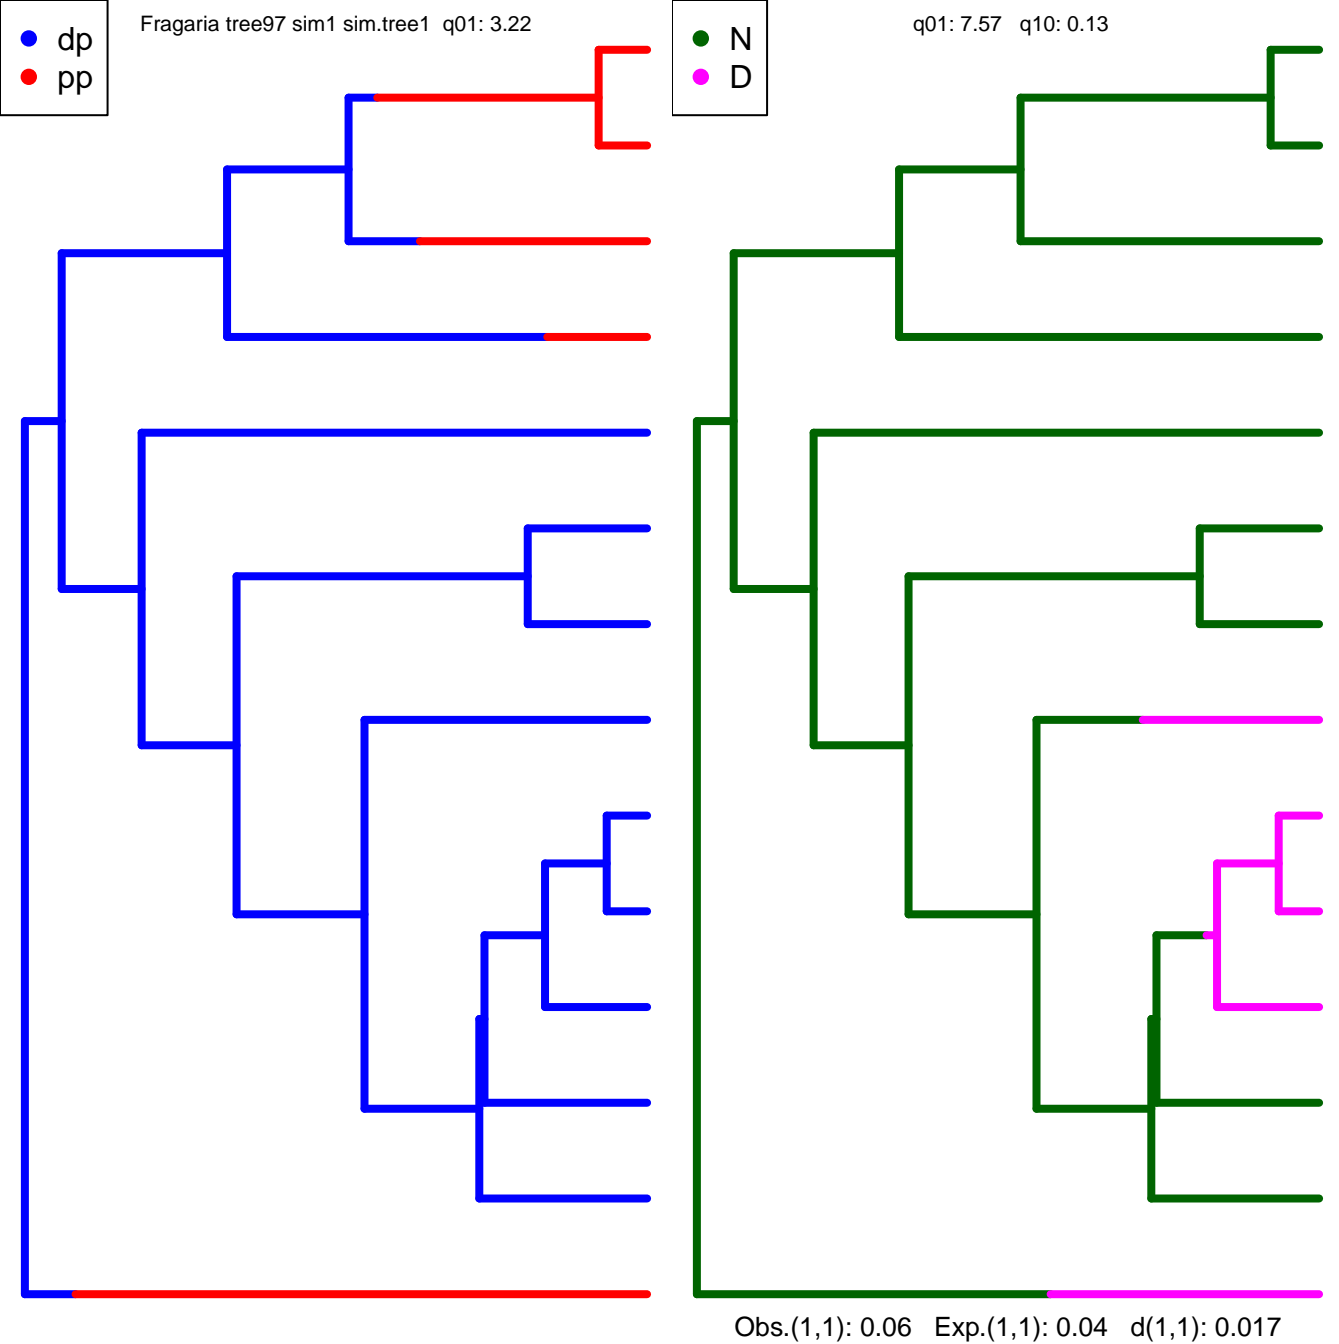 Fragaria tree97 sim1 sim.tree1  q01: 3.22
dp
pp
q01: 7.57   q10: 0.13
N
D
Obs.(1,1): 0.06   Exp.(1,1): 0.04   d(1,1): 0.017